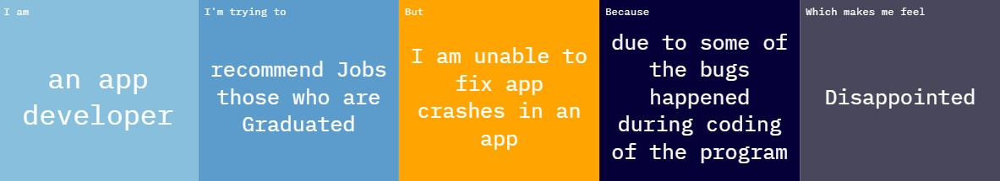 I am
an app
developer
I'm trying to
recommend Jobs
those who are
Graduated
But
I am unable to
fix app
crashes in an
app
Because
due to some of
the bugs
happened
during coding
of the program
Which makes me feel
Disappointed